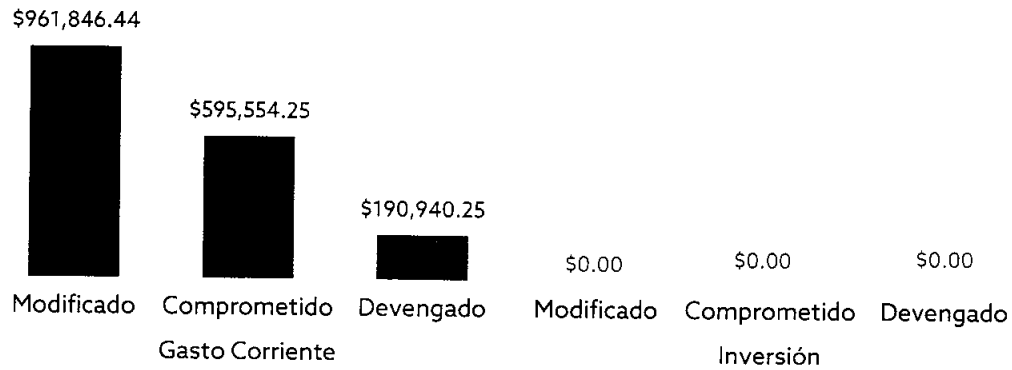 $961,846.44
$595,554.25
$190,940.25
$0.00 $0.00 $0.00
Modificado Comprometido Devengado Modificado Comprometido Devengado
Gasto Corriente Inversión